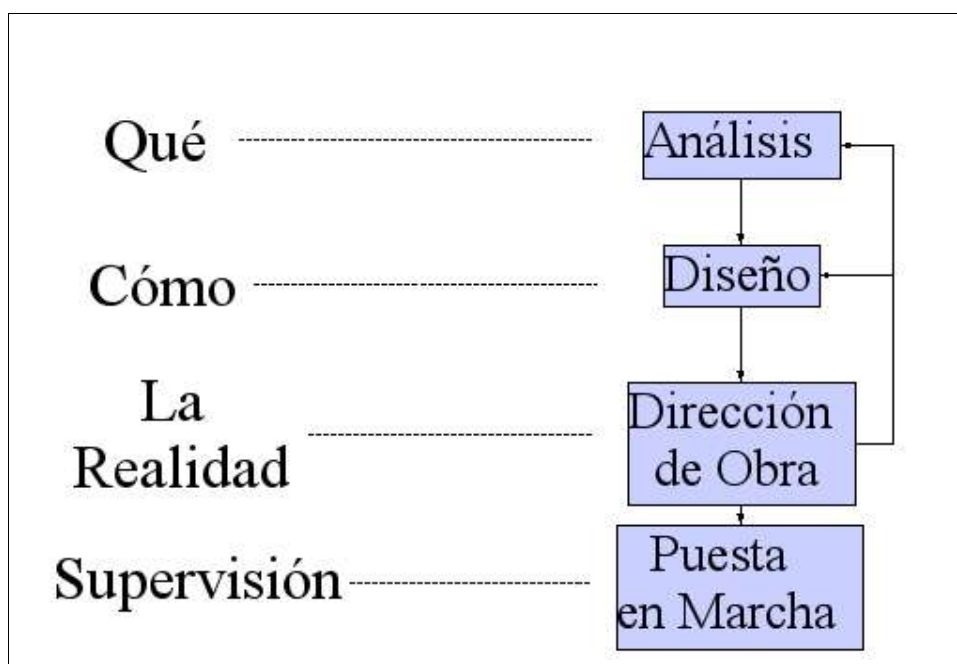 Qué
Análisis
Cómo
Diseño
La
Realidad
Dirección
de Obra
Supervisión
Puesta
en Marcha